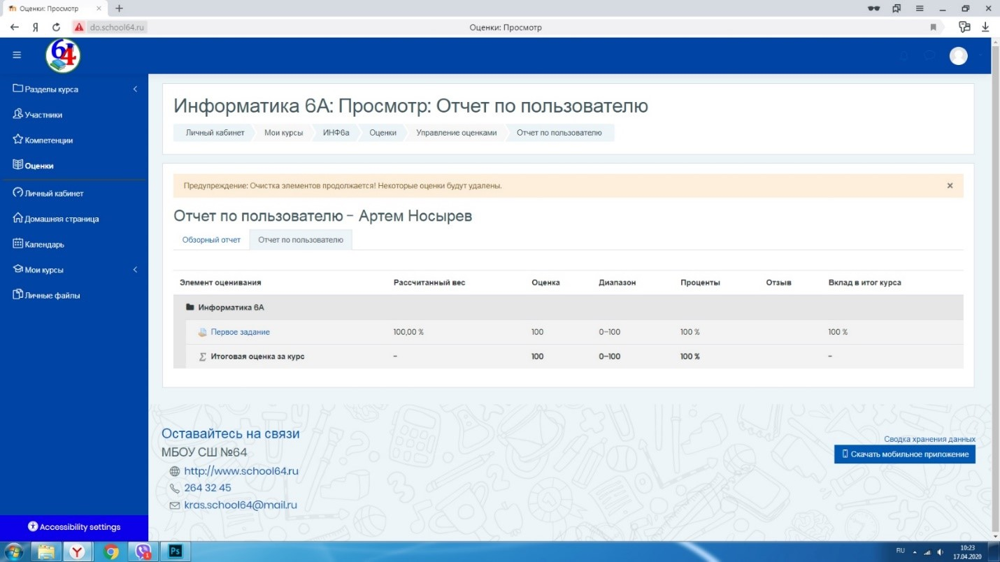 Оценки: Просмотр
Я
do.school64.ru
Оценки: Просмотр
64
Разделы курса
Участники
Компетенции
Оценки
Личный кабинет
Домашняя страница
Календарь
Мои курсы
Личные файлы
Accessibility settings
Информатика 6А: Просмотр: Отчет по пользователю
Личный кабинет Мои курсы ИНФ6а Оценки Управление оценками Отчет по пользователю
Предупреждение: Очистка элементов продолжается! Некоторые оценки будут удалены.
Отчет по пользователю - Артем Носырев
Обзорный отчет Отчет по пользователю
Элемент оценивания Рассчитанный вес Оценка Диапазон Проценты Отзыв Вклад в итог курса
Информатика 6А
Первое задание 100,00 % 100 0–100 100 % 100 %
Итоговая оценка за курс - 100 0–100 100 % -
Оставайтесь на связи
МБОУ СШ №64
http://www.school64.ru
264 32 45
kras.school64@mail.ru
Сводка хранения данных
Скачать мобильное приложение
Y
1
Ps
RU
10:23
17.04.2020